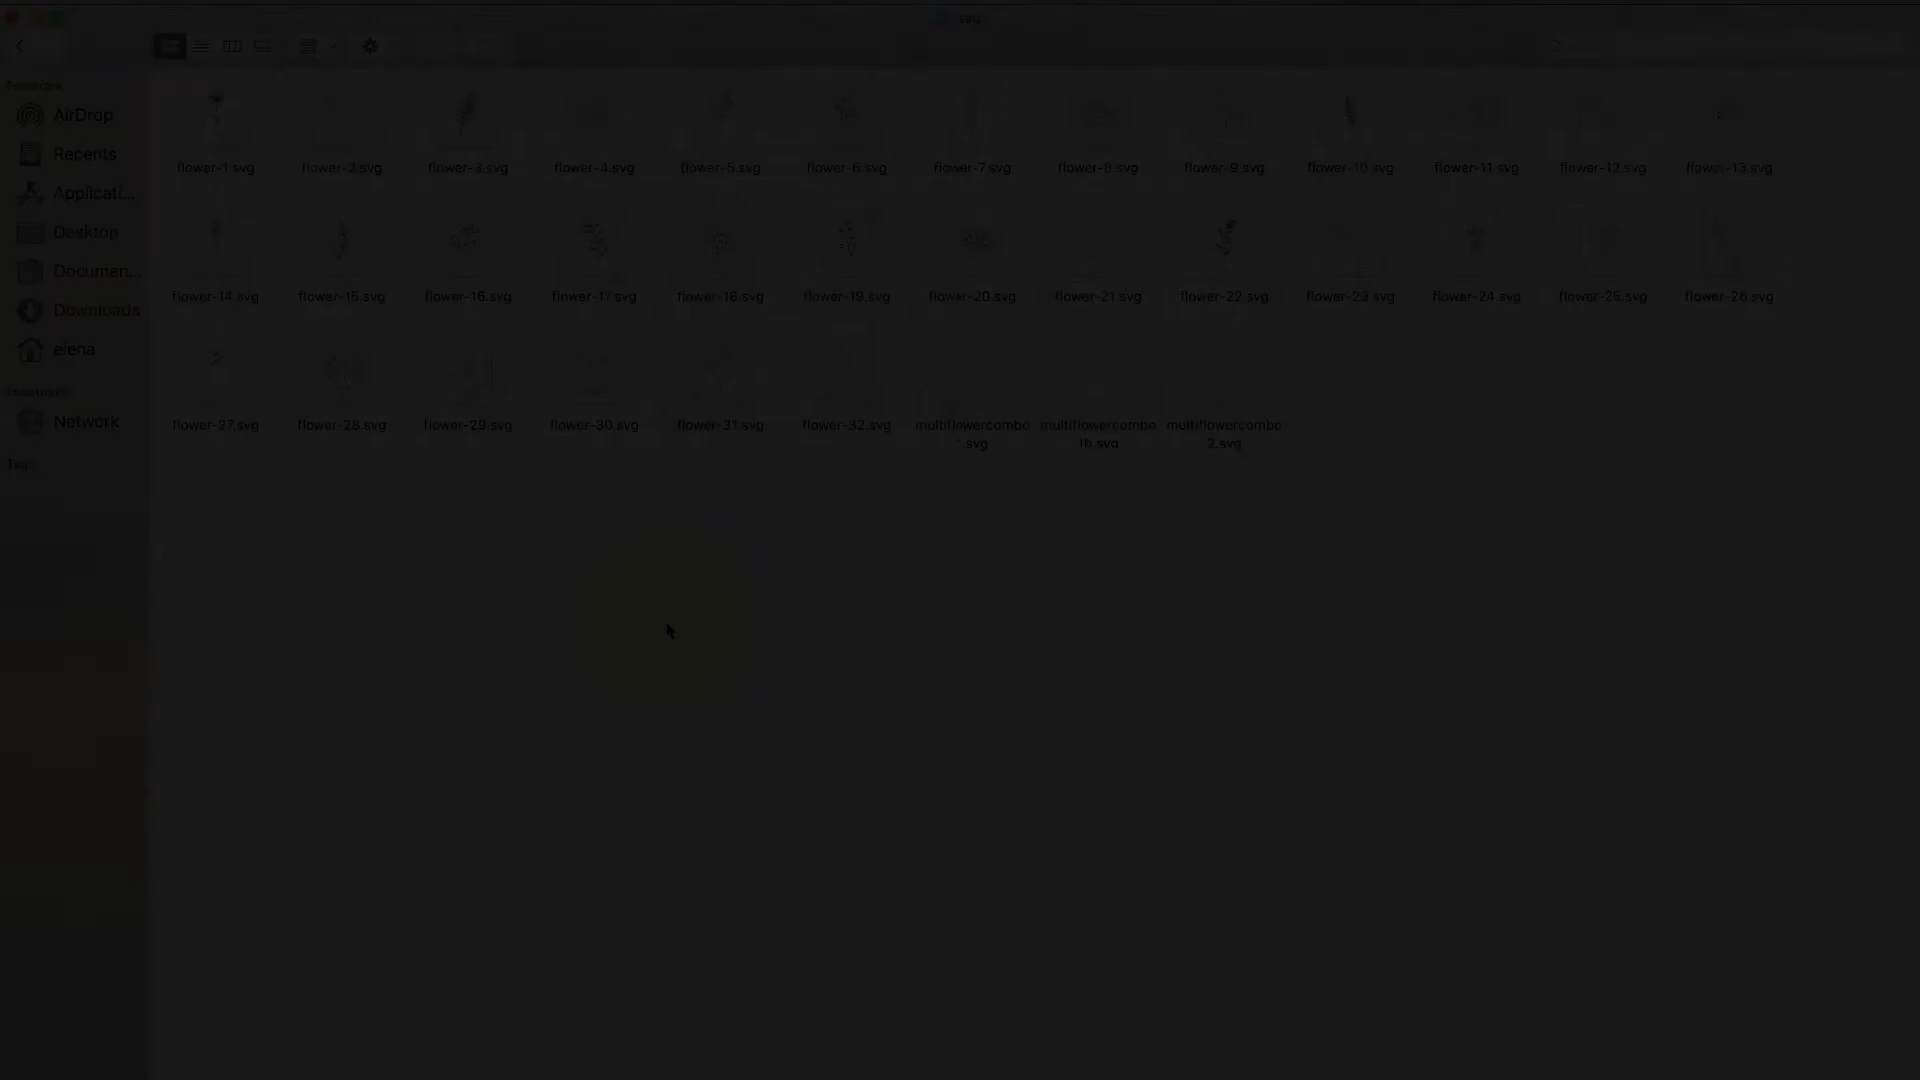 svg
Favorites
AirDrop
Recents
Applicati...
Desktop
Documen...
Downloads
elena
Locations
Network
Tags
flower-1.svg flower-2.svg flower-3.svg flower-4.svg flower-5.svg flower-6.svg flower-7.svg flower-8.svg flower-9.svg flower-10.svg flower-11.svg flower-12.svg flower-13.svg
flower-14.svg flower-15.svg flower-16.svg flower-17.svg flower-18.svg flower-19.svg flower-20.svg flower-21.svg flower-22.svg flower-23.svg flower-24.svg flower-25.svg flower-26.svg
flower-27.svg flower-28.svg flower-29.svg flower-30.svg flower-31.svg flower-32.svg multiflowercombo multiflowercombo multiflowercombo
1b.svg 2.svg